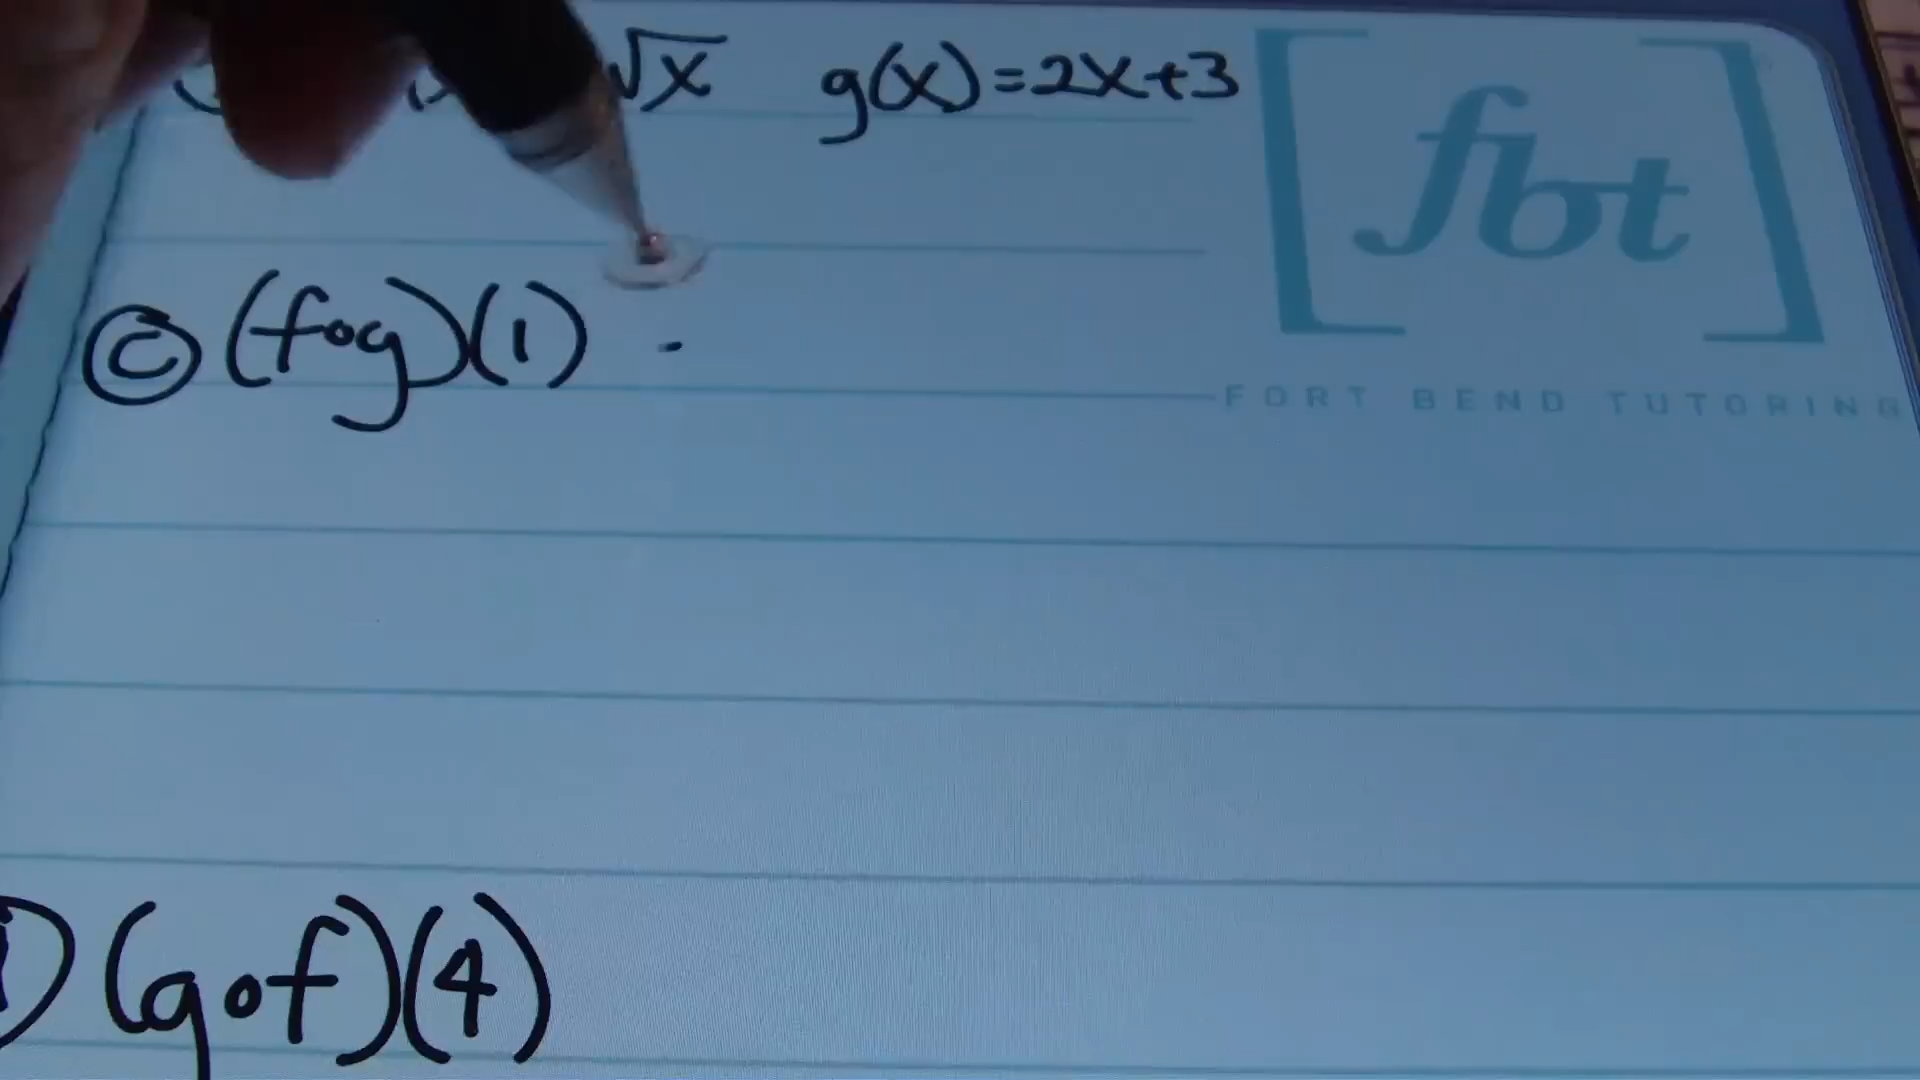 √x g(x)=2x+3
fbt
FORT BEND TUTORING
© (fog)(1)
(gof)(4)